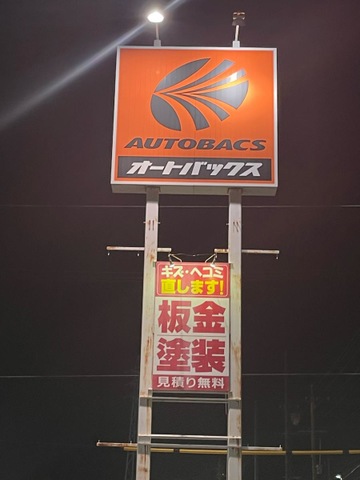 AUTOBACS
オートバックス
キズ・ヘコミ
直します!
板金
塗装
見積り無料